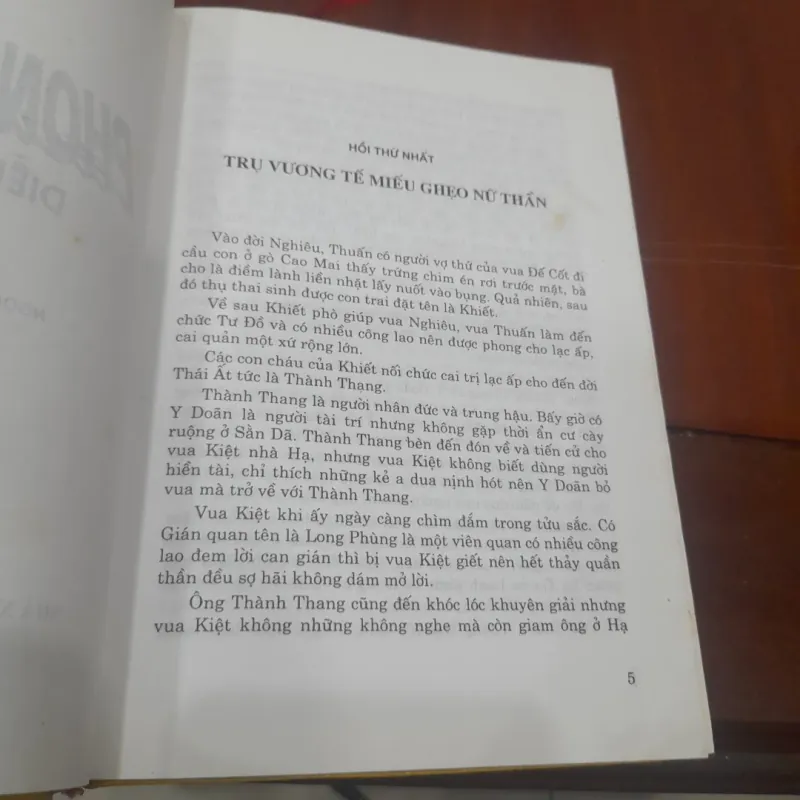 HỒI THỨ NHẤT
TRỤ VƯƠNG TẾ MIẾU GHẸO NỮ THẦN
Vào đời Nghiêu, Thuấn có người vợ thứ của vua Đế Cốt đi
cầu con ở gò Cao Mai thấy trứng chim én rơi trước mặt, bà
cho là điềm lành liền nhặt lấy nuốt vào bụng. Quả nhiên, sau
đó thụ thai sinh được con trai đặt tên là Khiết.
Về sau Khiết phò giúp vua Nghiêu, vua Thuấn làm đến
chức Tư Đồ và có nhiều công lao nên được phong cho lạc ấp,
cai quản một xứ rộng lớn.
Các con cháu của Khiết nối chức cai trị lạc ấp cho đến đời
Thái Ất tức là Thành Thang.
Thành Thang là người nhân đức và trung hậu. Bấy giờ có
Y Doãn là người tài trí nhưng không gặp thời ẩn cư cày
ruộng ở Sằn Dã. Thành Thang bèn đến đón về và tiến cử cho
vua Kiệt nhà Hạ, nhưng vua Kiệt không biết dùng người
hiền tài, chỉ thích những kẻ a dua nịnh hót nên Y Doãn bỏ
vua mà trở về với Thành Thang.
Vua Kiệt khi ấy ngày càng chìm đắm trong tửu sắc. Có
Gián quan tên là Long Phùng là một viên quan có nhiều công
lao đem lời can gián thì bị vua Kiệt giết nên hết thảy quần
thần đều sợ hãi không dám mở lời.
Ông Thành Thang cũng đến khóc lóc khuyên giải nhưng
vua Kiệt không những không nghe mà còn giam ông ở Hạ
5